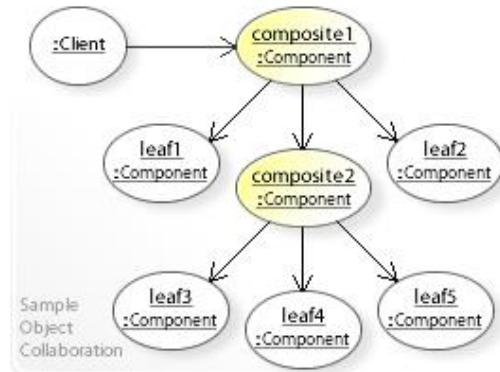 :Client
composite1
:Component
leaf1
:Component
composite2
:Component
leaf2
:Component
leaf3
:Component
leaf4
:Component
leaf5
:Component
Sample
Object
Collaboration